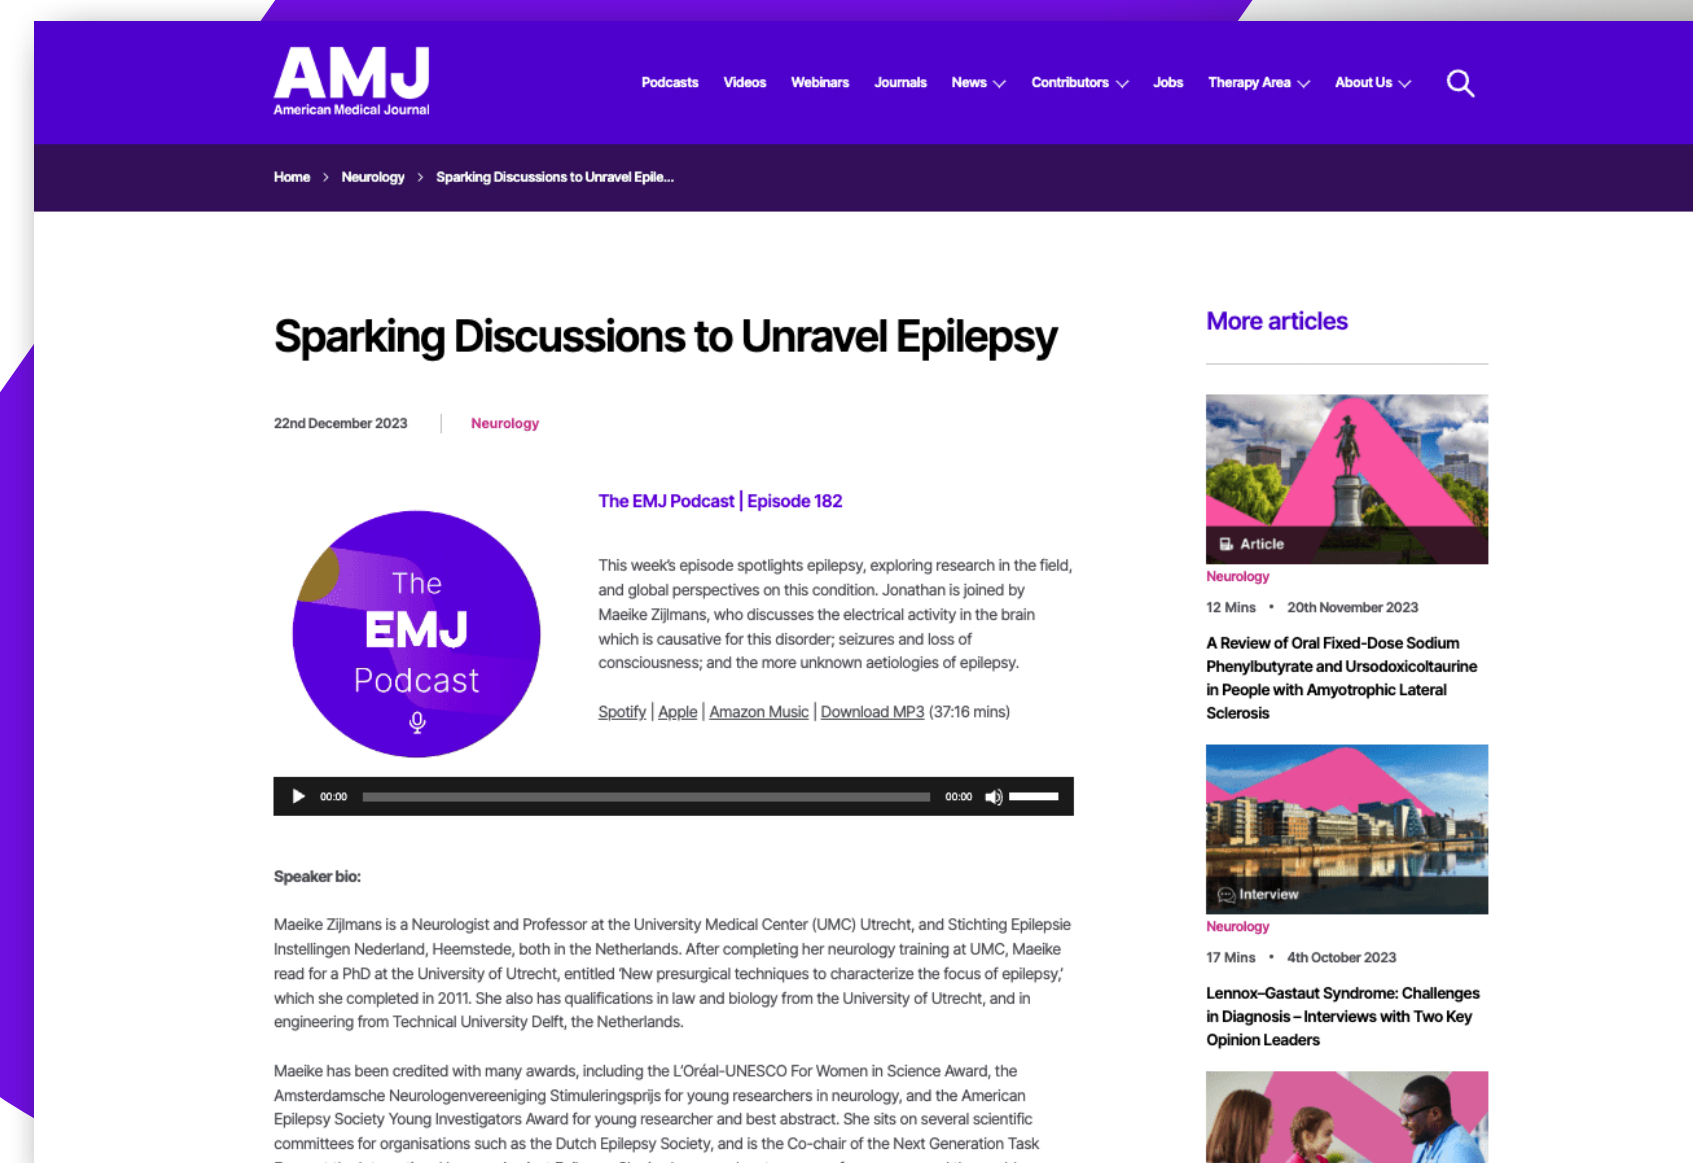 AMJ
American Medical Journal
Podcasts Videos Webinars Journals News Contributors Jobs Therapy Area About Us
Home > Neurology > Sparking Discussions to Unravel Epile...
Sparking Discussions to Unravel Epilepsy
22nd December 2023 | Neurology
The
EMJ
Podcast
The EMJ Podcast | Episode 182
This week's episode spotlights epilepsy, exploring research in the field,
and global perspectives on this condition. Jonathan is joined by
Maeike Zijlmans, who discusses the electrical activity in the brain
which is causative for this disorder; seizures and loss of
consciousness; and the more unknown aetiologies of epilepsy.
Spotify | Apple | Amazon Music | Download MP3 (37:16 mins)
00:00 00:00
Speaker bio:
Maeike Zijlmans is a Neurologist and Professor at the University Medical Center (UMC) Utrecht, and Stichting Epilepsie
Instellingen Nederland, Heemstede, both in the Netherlands. After completing her neurology training at UMC, Maeike
read for a PhD at the University of Utrecht, entitled 'New presurgical techniques to characterize the focus of epilepsy,'
which she completed in 2011. She also has qualifications in law and biology from the University of Utrecht, and in
engineering from Technical University Delft, the Netherlands.
Maeike has been credited with many awards, including the L'Oréal-UNESCO For Women in Science Award, the
Amsterdamsche Neurologenvereeniging Stimuleringsprijs for young researchers in neurology, and the American
Epilepsy Society Young Investigators Award for young researcher and best abstract. She sits on several scientific
committees for organisations such as the Dutch Epilepsy Society, and is the Co-chair of the Next Generation Task
More articles
Article
Neurology
12 Mins • 20th November 2023
A Review of Oral Fixed-Dose Sodium
Phenylbutyrate and Ursodoxicoltaurine
in People with Amyotrophic Lateral
Sclerosis
Interview
Neurology
17 Mins • 4th October 2023
Lennox–Gastaut Syndrome: Challenges
in Diagnosis – Interviews with Two Key
Opinion Leaders